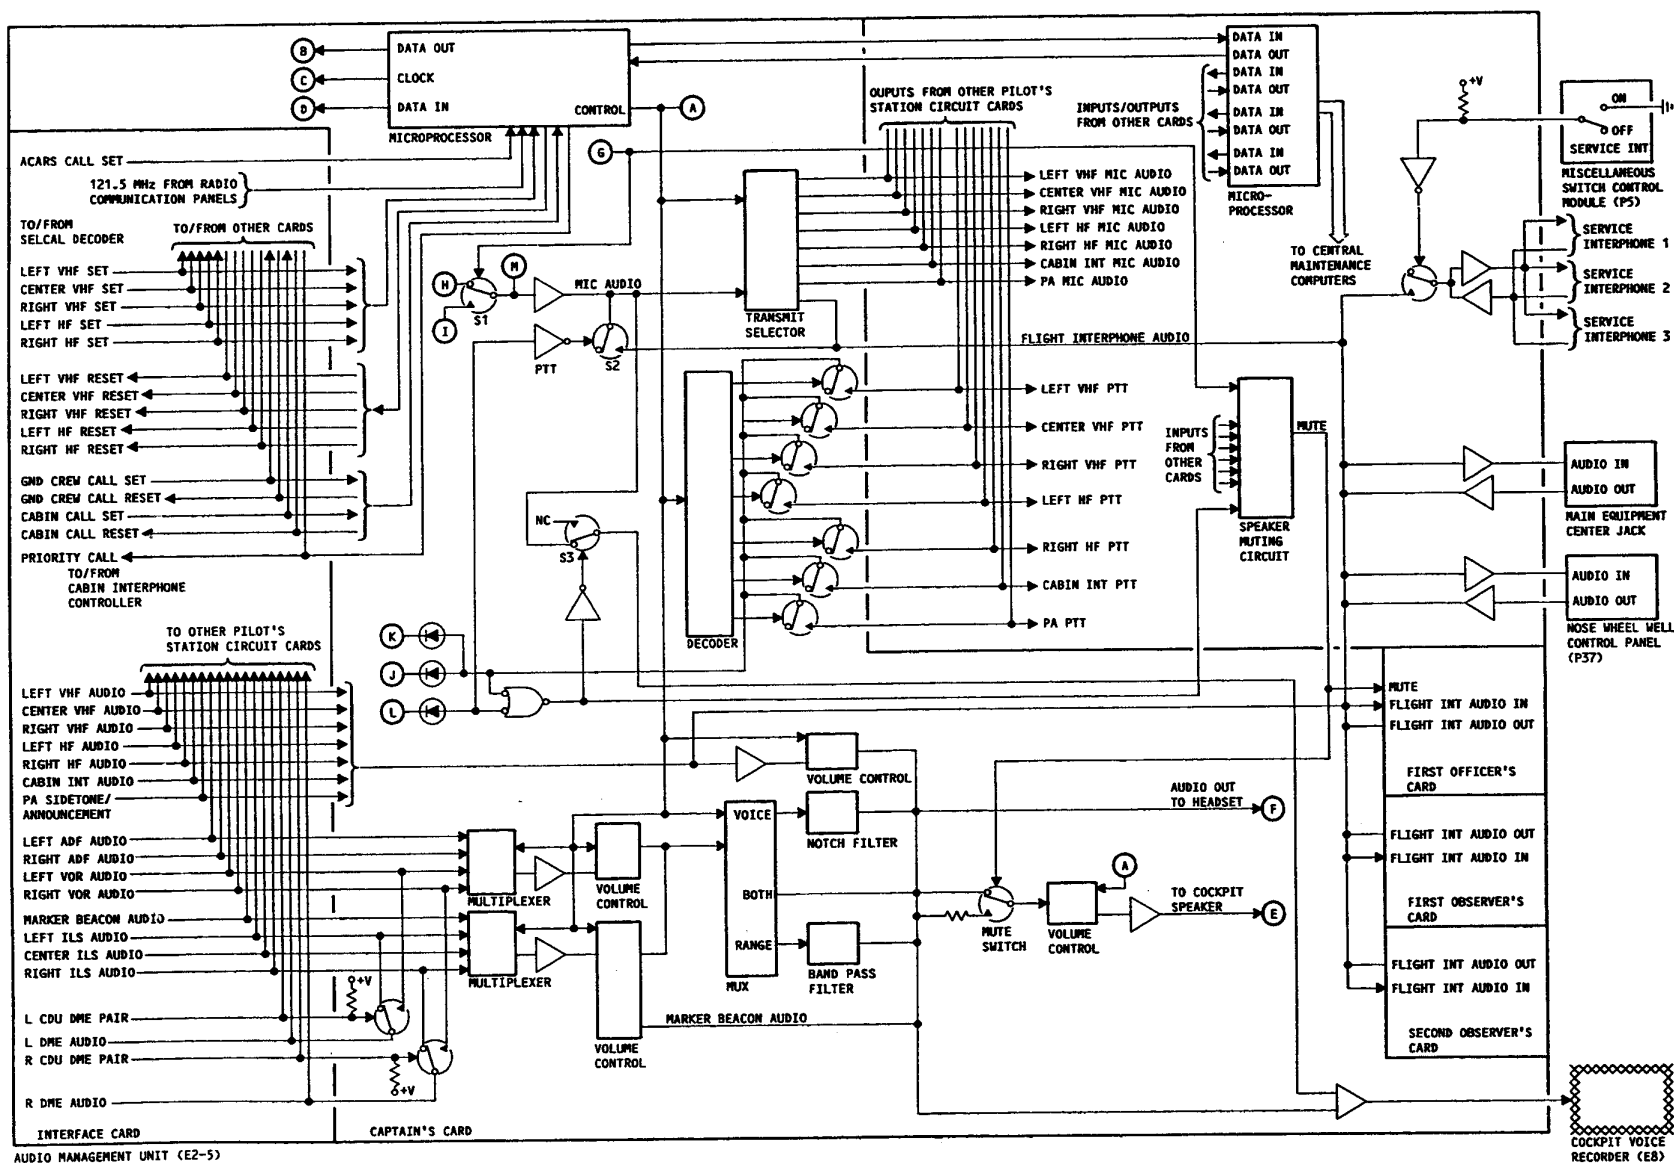 B
C
D
DATA OUT
CLOCK
DATA IN
CONTROL
MICROPROCESSOR
A
G
DATA IN
DATA OUT
DATA IN
DATA OUT
DATA IN
DATA OUT
DATA IN
DATA OUT
MICRO-
PROCESSOR
INPUTS/OUTPUTS
FROM OTHER CARDS
OUPUTS FROM OTHER PILOT'S
STATION CIRCUIT CARDS
TO CENTRAL
MAINTENANCE
COMPUTERS
+V
ON
OFF
SERVICE INT
MISCELLANEOUS
SWITCH CONTROL
MODULE (P5)
SERVICE
INTERPHONE 1
SERVICE
INTERPHONE 2
SERVICE
INTERPHONE 3
ACARS CALL SET
121.5 MHz FROM RADIO
COMMUNICATION PANELS
TO/FROM
SELCAL DECODER
TO/FROM OTHER CARDS
LEFT VHF SET
CENTER VHF SET
RIGHT VHF SET
LEFT HF SET
RIGHT HF SET
LEFT VHF RESET
CENTER VHF RESET
RIGHT VHF RESET
LEFT HF RESET
RIGHT HF RESET
GND CREW CALL SET
GND CREW CALL RESET
CABIN CALL SET
CABIN CALL RESET
PRIORITY CALL
TO/FROM
CABIN INTERPHONE
CONTROLLER
H
I
M
S1
MIC AUDIO
PTT
S2
TRANSMIT
SELECTOR
LEFT VHF MIC AUDIO
CENTER VHF MIC AUDIO
RIGHT VHF MIC AUDIO
LEFT HF MIC AUDIO
RIGHT HF MIC AUDIO
CABIN INT MIC AUDIO
PA MIC AUDIO
FLIGHT INTERPHONE AUDIO
LEFT VHF PTT
CENTER VHF PTT
RIGHT VHF PTT
LEFT HF PTT
RIGHT HF PTT
CABIN INT PTT
PA PTT
DECODER
NC
S3
K
J
L
INPUTS
FROM
OTHER
CARDS
MUTE
SPEAKER
MUTING
CIRCUIT
AUDIO IN
AUDIO OUT
MAIN EQUIPMENT
CENTER JACK
AUDIO IN
AUDIO OUT
NOSE WHEEL WELL
CONTROL PANEL
(P37)
TO OTHER PILOT'S
STATION CIRCUIT CARDS
LEFT VHF AUDIO
CENTER VHF AUDIO
RIGHT VHF AUDIO
LEFT HF AUDIO
RIGHT HF AUDIO
CABIN INT AUDIO
PA SIDETONE/
ANNOUNCEMENT
LEFT ADF AUDIO
RIGHT ADF AUDIO
LEFT VOR AUDIO
RIGHT VOR AUDIO
MARKER BEACON AUDIO
LEFT ILS AUDIO
CENTER ILS AUDIO
RIGHT ILS AUDIO
L CDU DME PAIR
L DME AUDIO
R CDU DME PAIR
R DME AUDIO
+V
+V
MULTIPLEXER
MULTIPLEXER
VOLUME
CONTROL
VOLUME
CONTROL
VOLUME CONTROL
VOICE
BOTH
RANGE
MUX
NOTCH FILTER
BAND PASS
FILTER
MARKER BEACON AUDIO
AUDIO OUT
TO HEADSET
F
A
MUTE
SWITCH
VOLUME
CONTROL
TO COCKPIT
SPEAKER
E
MUTE
FLIGHT INT AUDIO IN
FLIGHT INT AUDIO OUT
FIRST OFFICER'S
CARD
FLIGHT INT AUDIO OUT
FLIGHT INT AUDIO IN
FIRST OBSERVER'S
CARD
FLIGHT INT AUDIO OUT
FLIGHT INT AUDIO IN
SECOND OBSERVER'S
CARD
INTERFACE CARD
CAPTAIN'S CARD
AUDIO MANAGEMENT UNIT (E2-5)
COCKPIT VOICE
RECORDER (E8)